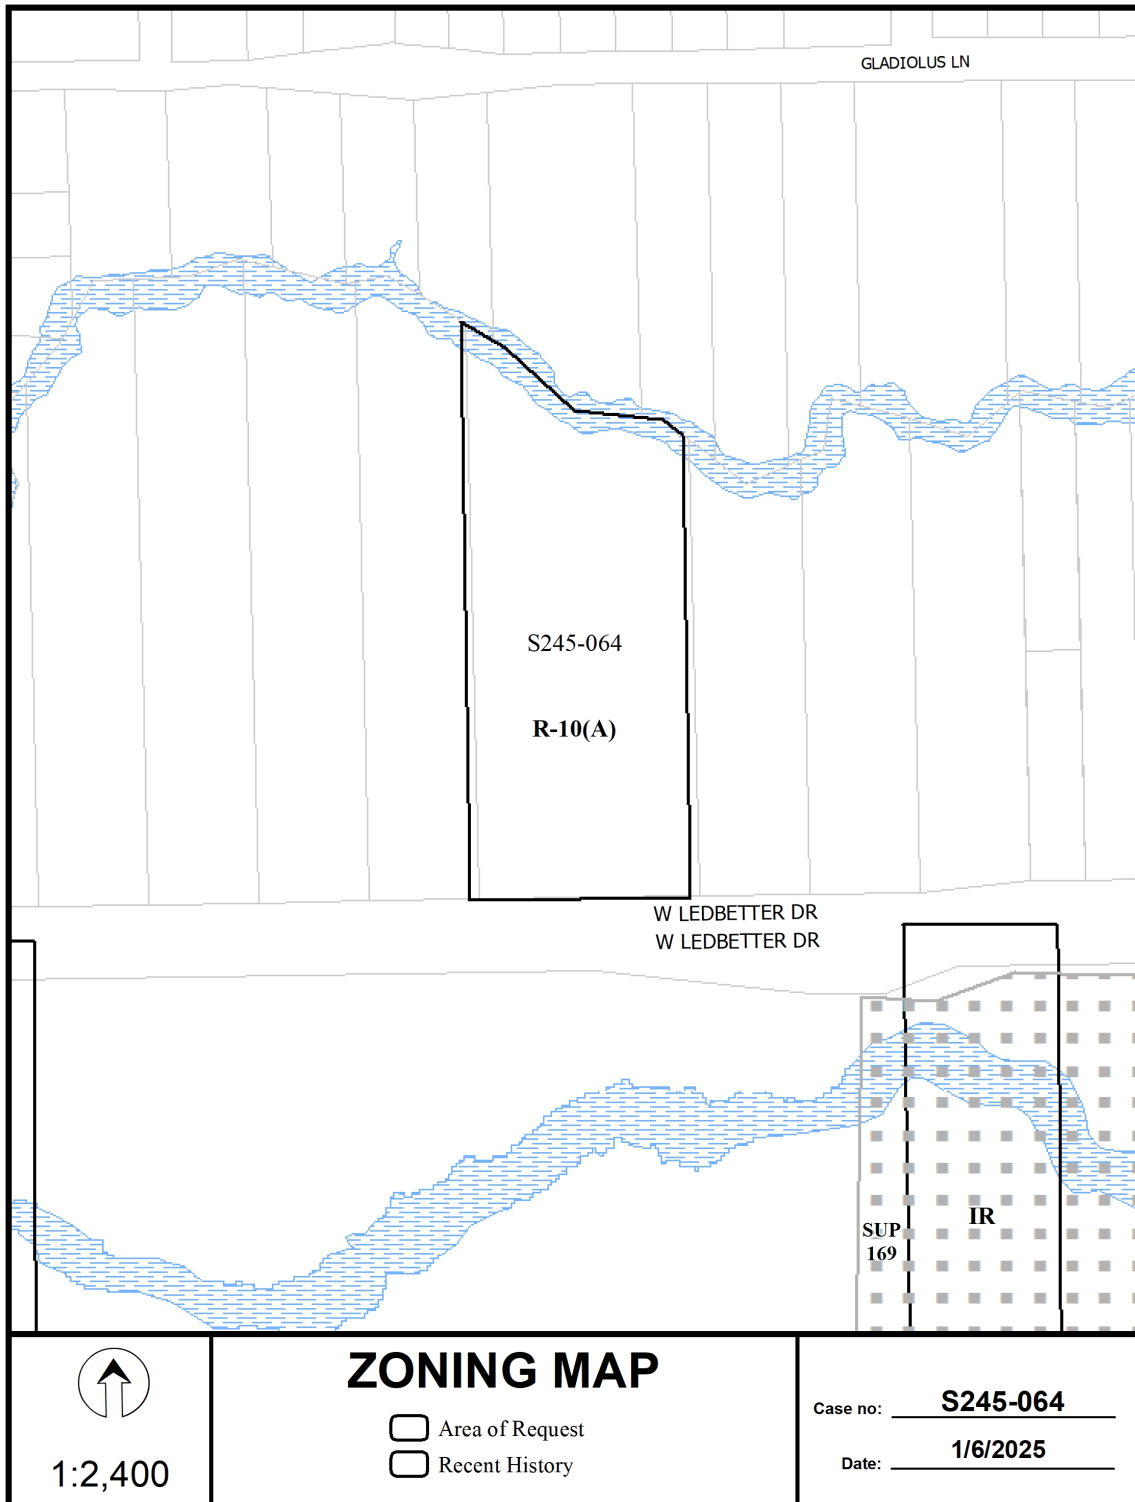 GLADIOLUS LN
S245-064
R-10(A)
W LEDBETTER DR
W LEDBETTER DR
SUP
169
IR
1:2,400
ZONING MAP
Area of Request
Recent History
Case no: S245-064
Date: 1/6/2025